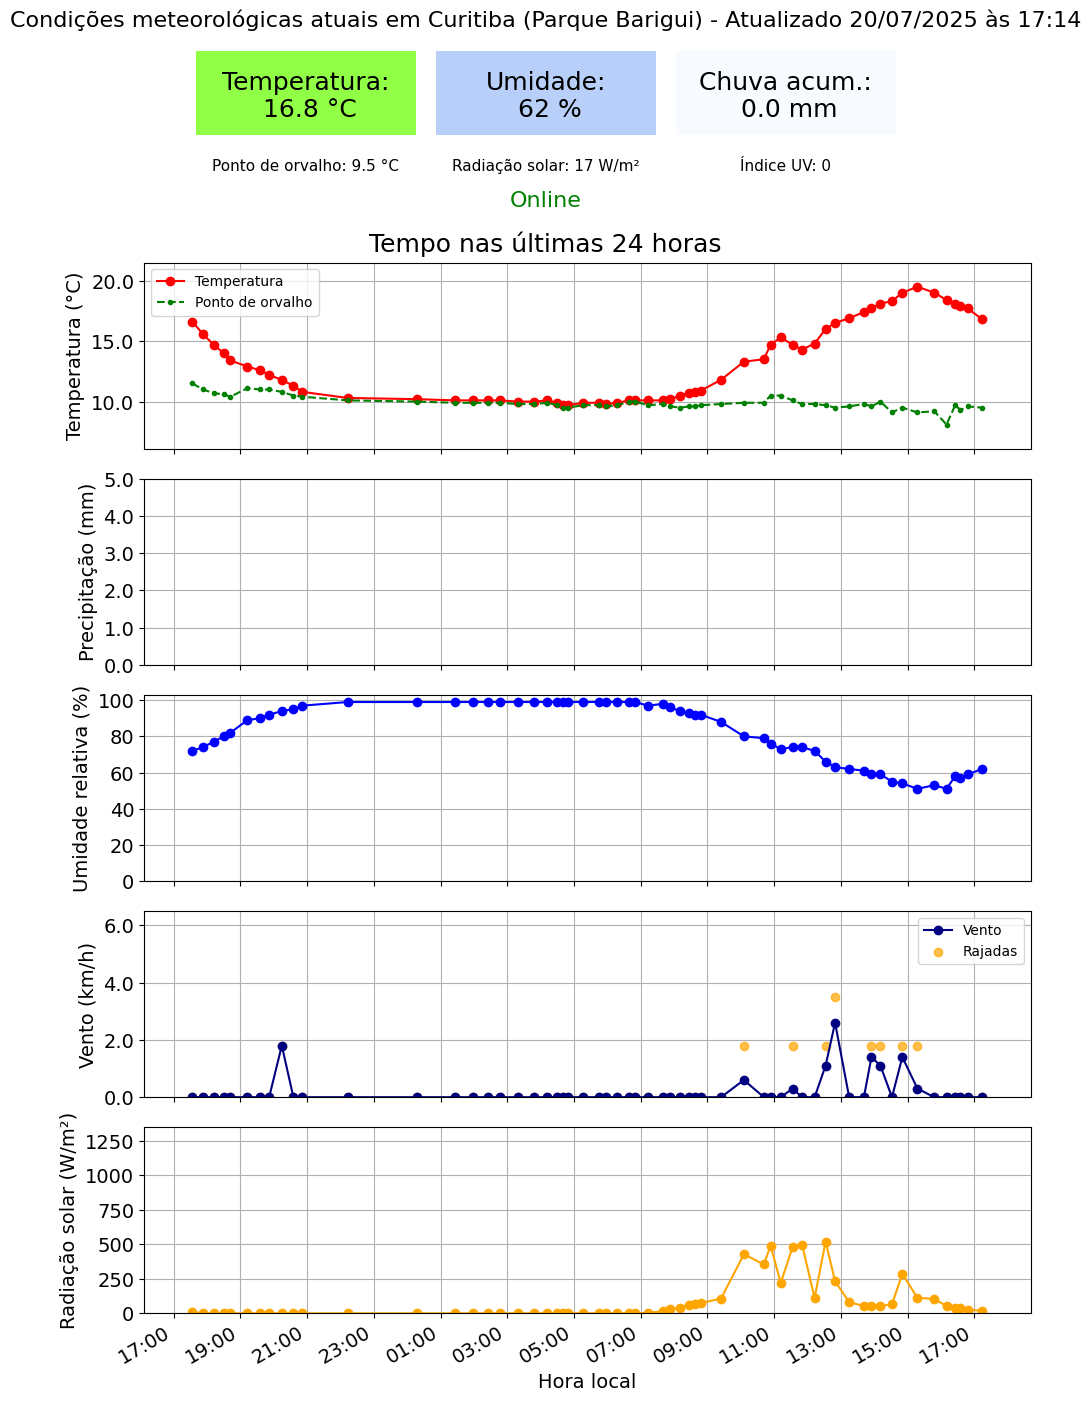 Condições meteorológicas atuais em Curitiba (Parque Barigui) - Atualizado 20/07/2025 às 17:14
Temperatura:
16.8 °C
Umidade:
62 %
Chuva acum.:
0.0 mm
Ponto de orvalho: 9.5 °C
Radiação solar: 17 W/m²
Índice UV: 0
Online
Tempo nas últimas 24 horas
Temperatura (°C)
20.0
15.0
10.0
Temperatura
Ponto de orvalho
Precipitação (mm)
5.0
4.0
3.0
2.0
1.0
0.0
Umidade relativa (%)
100
80
60
40
20
0
Vento (km/h)
6.0
4.0
2.0
0.0
Vento
Rajadas
Radiação solar (W/m²)
1250
1000
750
500
250
0
17:00 19:00 21:00 23:00 01:00 03:00 05:00 07:00 09:00 11:00 13:00 15:00 17:00
Hora local